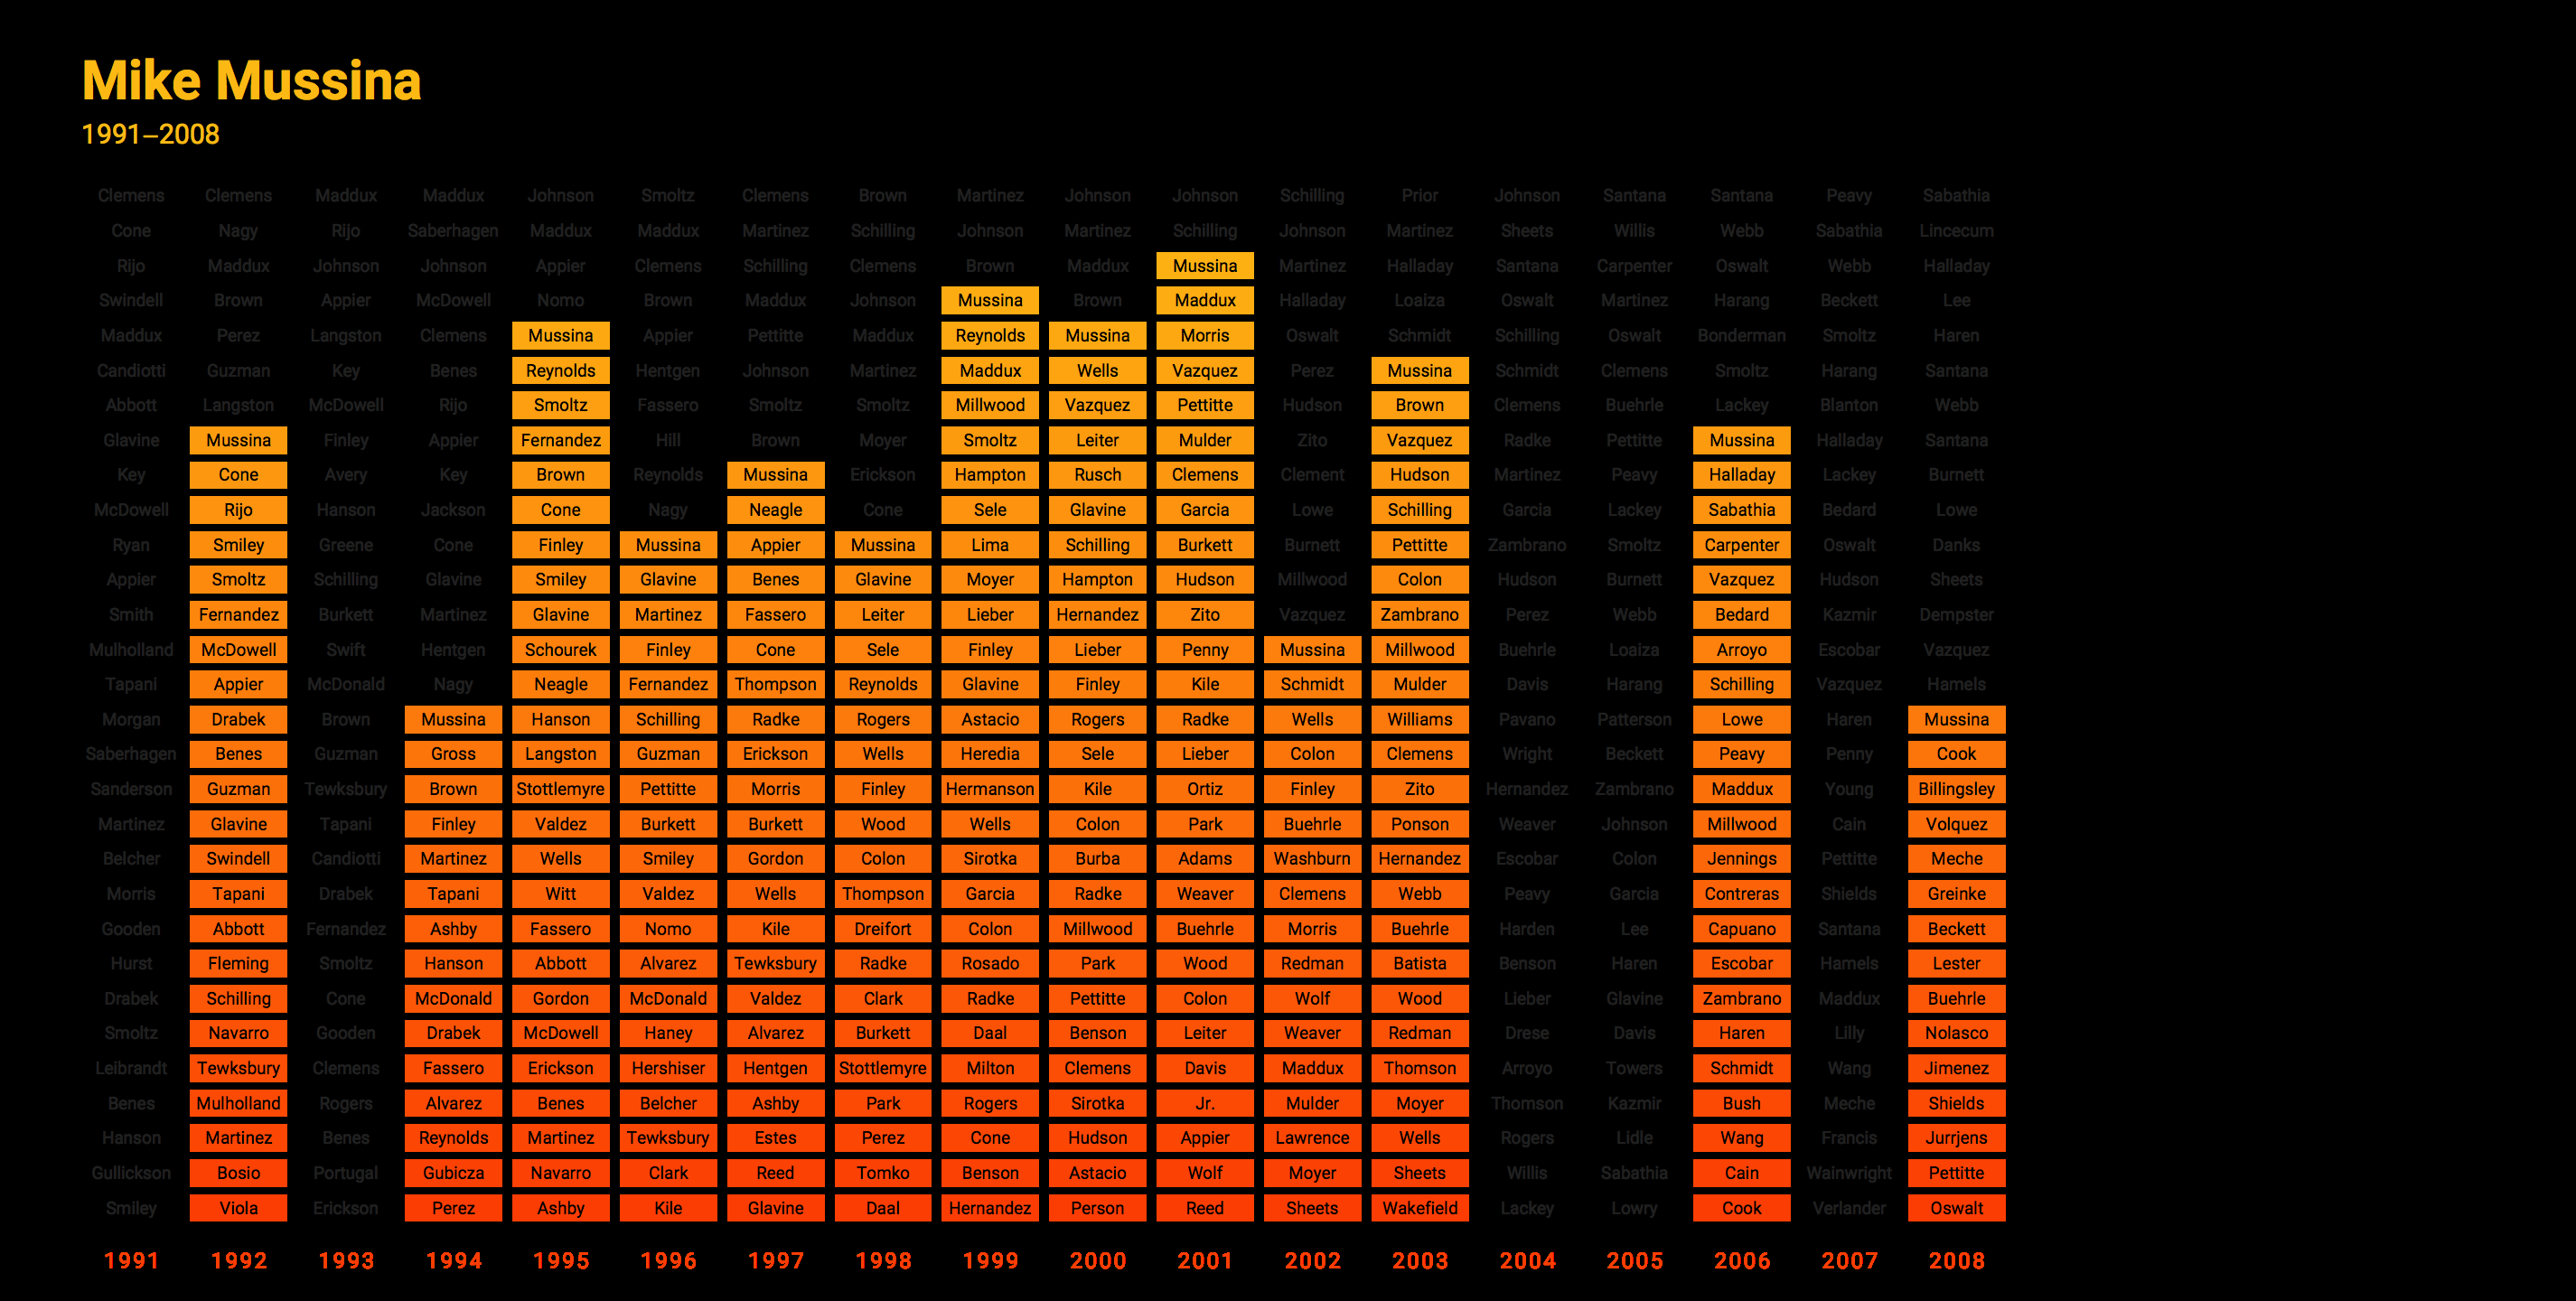 Mike Mussina
1991–2008
Clemens Clemens Maddux Maddux Johnson Smoltz Clemens Brown Martinez Johnson Johnson Schilling Prior Johnson Santana Santana Peavy Sabathia
Cone Nagy Rijo Saberhagen Maddux Maddux Martinez Schilling Johnson Martinez Schilling Johnson Martinez Sheets Willis Webb Sabathia Lincecum
Rijo Maddux Johnson Johnson Appier Clemens Schilling Clemens Brown Maddux Mussina Martinez Halladay Santana Carpenter Oswalt Webb Halladay
Swindell Brown Appier McDowell Nomo Brown Maddux Johnson Mussina Brown Maddux Halladay Loaiza Oswalt Martinez Harang Beckett Lee
Maddux Perez Langston Clemens Mussina Appier Pettitte Maddux Reynolds Mussina Morris Oswalt Schmidt Schilling Oswalt Bonderman Smoltz Haren
Candiotti Guzman Key Benes Reynolds Hentgen Johnson Martinez Maddux Wells Vazquez Perez Mussina Schmidt Clemens Smoltz Harang Santana
Abbott Langston McDowell Rijo Smoltz Fassero Smoltz Smoltz Millwood Vazquez Pettitte Hudson Brown Clemens Buehrle Lackey Blanton Webb
Glavine Mussina Finley Appier Fernandez Hill Brown Moyer Smoltz Leiter Mulder Zito Vazquez Radke Pettitte Mussina Halladay Santana
Key Cone Avery Key Brown Reynolds Mussina Erickson Hampton Rusch Clemens Clement Hudson Martinez Peavy Halladay Lackey Burnett
McDowell Rijo Hanson Jackson Cone Nagy Neagle Cone Sele Glavine Garcia Lowe Schilling Garcia Lackey Sabathia Bedard Lowe
Ryan Smiley Greene Cone Finley Mussina Appier Mussina Lima Schilling Burkett Burnett Pettitte Zambrano Smoltz Carpenter Oswalt Danks
Appier Smoltz Schilling Glavine Smiley Glavine Benes Glavine Moyer Hampton Hudson Millwood Colon Hudson Burnett Vazquez Hudson Sheets
Smith Fernandez Burkett Martinez Glavine Martinez Fassero Leiter Lieber Hernandez Zito Vazquez Zambrano Perez Webb Bedard Kazmir Dempster
Mulholland McDowell Swift Hentgen Schourek Finley Cone Sele Finley Lieber Penny Mussina Millwood Buehrle Loaiza Arroyo Escobar Vazquez
Tapani Appier McDonald Nagy Neagle Fernandez Thompson Reynolds Glavine Finley Kile Schmidt Mulder Davis Harang Schilling Vazquez Hamels
Morgan Drabek Brown Mussina Hanson Schilling Radke Rogers Astacio Rogers Radke Wells Williams Pavano Patterson Lowe Haren Mussina
Saberhagen Benes Guzman Gross Langston Guzman Erickson Wells Heredia Sele Lieber Colon Clemens Wright Beckett Peavy Penny Cook
Sanderson Guzman Tewksbury Brown Stottlemyre Pettitte Morris Finley Hermanson Kile Ortiz Finley Zito Hernandez Zambrano Maddux Young Billingsley
Martinez Glavine Tapani Finley Valdez Burkett Burkett Wood Wells Colon Park Buehrle Ponson Weaver Johnson Millwood Cain Volquez
Belcher Swindell Candiotti Martinez Wells Smiley Gordon Colon Sirotka Burba Adams Washburn Hernandez Escobar Colon Jennings Pettitte Meche
Morris Tapani Drabek Tapani Witt Valdez Wells Thompson Garcia Radke Weaver Clemens Webb Peavy Garcia Contreras Shields Greinke
Gooden Abbott Fernandez Ashby Fassero Nomo Kile Dreifort Colon Millwood Buehrle Morris Buehrle Harden Lee Capuano Santana Beckett
Hurst Fleming Smoltz Hanson Abbott Alvarez Tewksbury Radke Rosado Park Wood Redman Batista Benson Haren Escobar Hamels Lester
Drabek Schilling Cone McDonald Gordon McDonald Valdez Clark Radke Pettitte Colon Wolf Wood Lieber Glavine Zambrano Maddux Buehrle
Smoltz Navarro Gooden Drabek McDowell Haney Alvarez Burkett Daal Benson Leiter Weaver Redman Drese Davis Haren Lilly Nolasco
Leibrandt Tewksbury Clemens Fassero Erickson Hershiser Hentgen Stottlemyre Milton Clemens Davis Maddux Thomson Arroyo Towers Schmidt Wang Jimenez
Benes Mulholland Rogers Alvarez Benes Belcher Ashby Park Rogers Sirotka Jr. Mulder Moyer Thomson Kazmir Bush Meche Shields
Hanson Martinez Benes Reynolds Martinez Tewksbury Estes Perez Cone Hudson Appier Lawrence Wells Rogers Lidle Wang Francis Jurrjens
Gullickson Bosio Portugal Gubicza Navarro Clark Reed Tomko Benson Astacio Wolf Moyer Sheets Willis Sabathia Cain Wainwright Pettitte
Smiley Viola Erickson Perez Ashby Kile Glavine Daal Hernandez Person Reed Sheets Wakefield Lackey Lowry Cook Verlander Oswalt
1991 1992 1993 1994 1995 1996 1997 1998 1999 2000 2001 2002 2003 2004 2005 2006 2007 2008